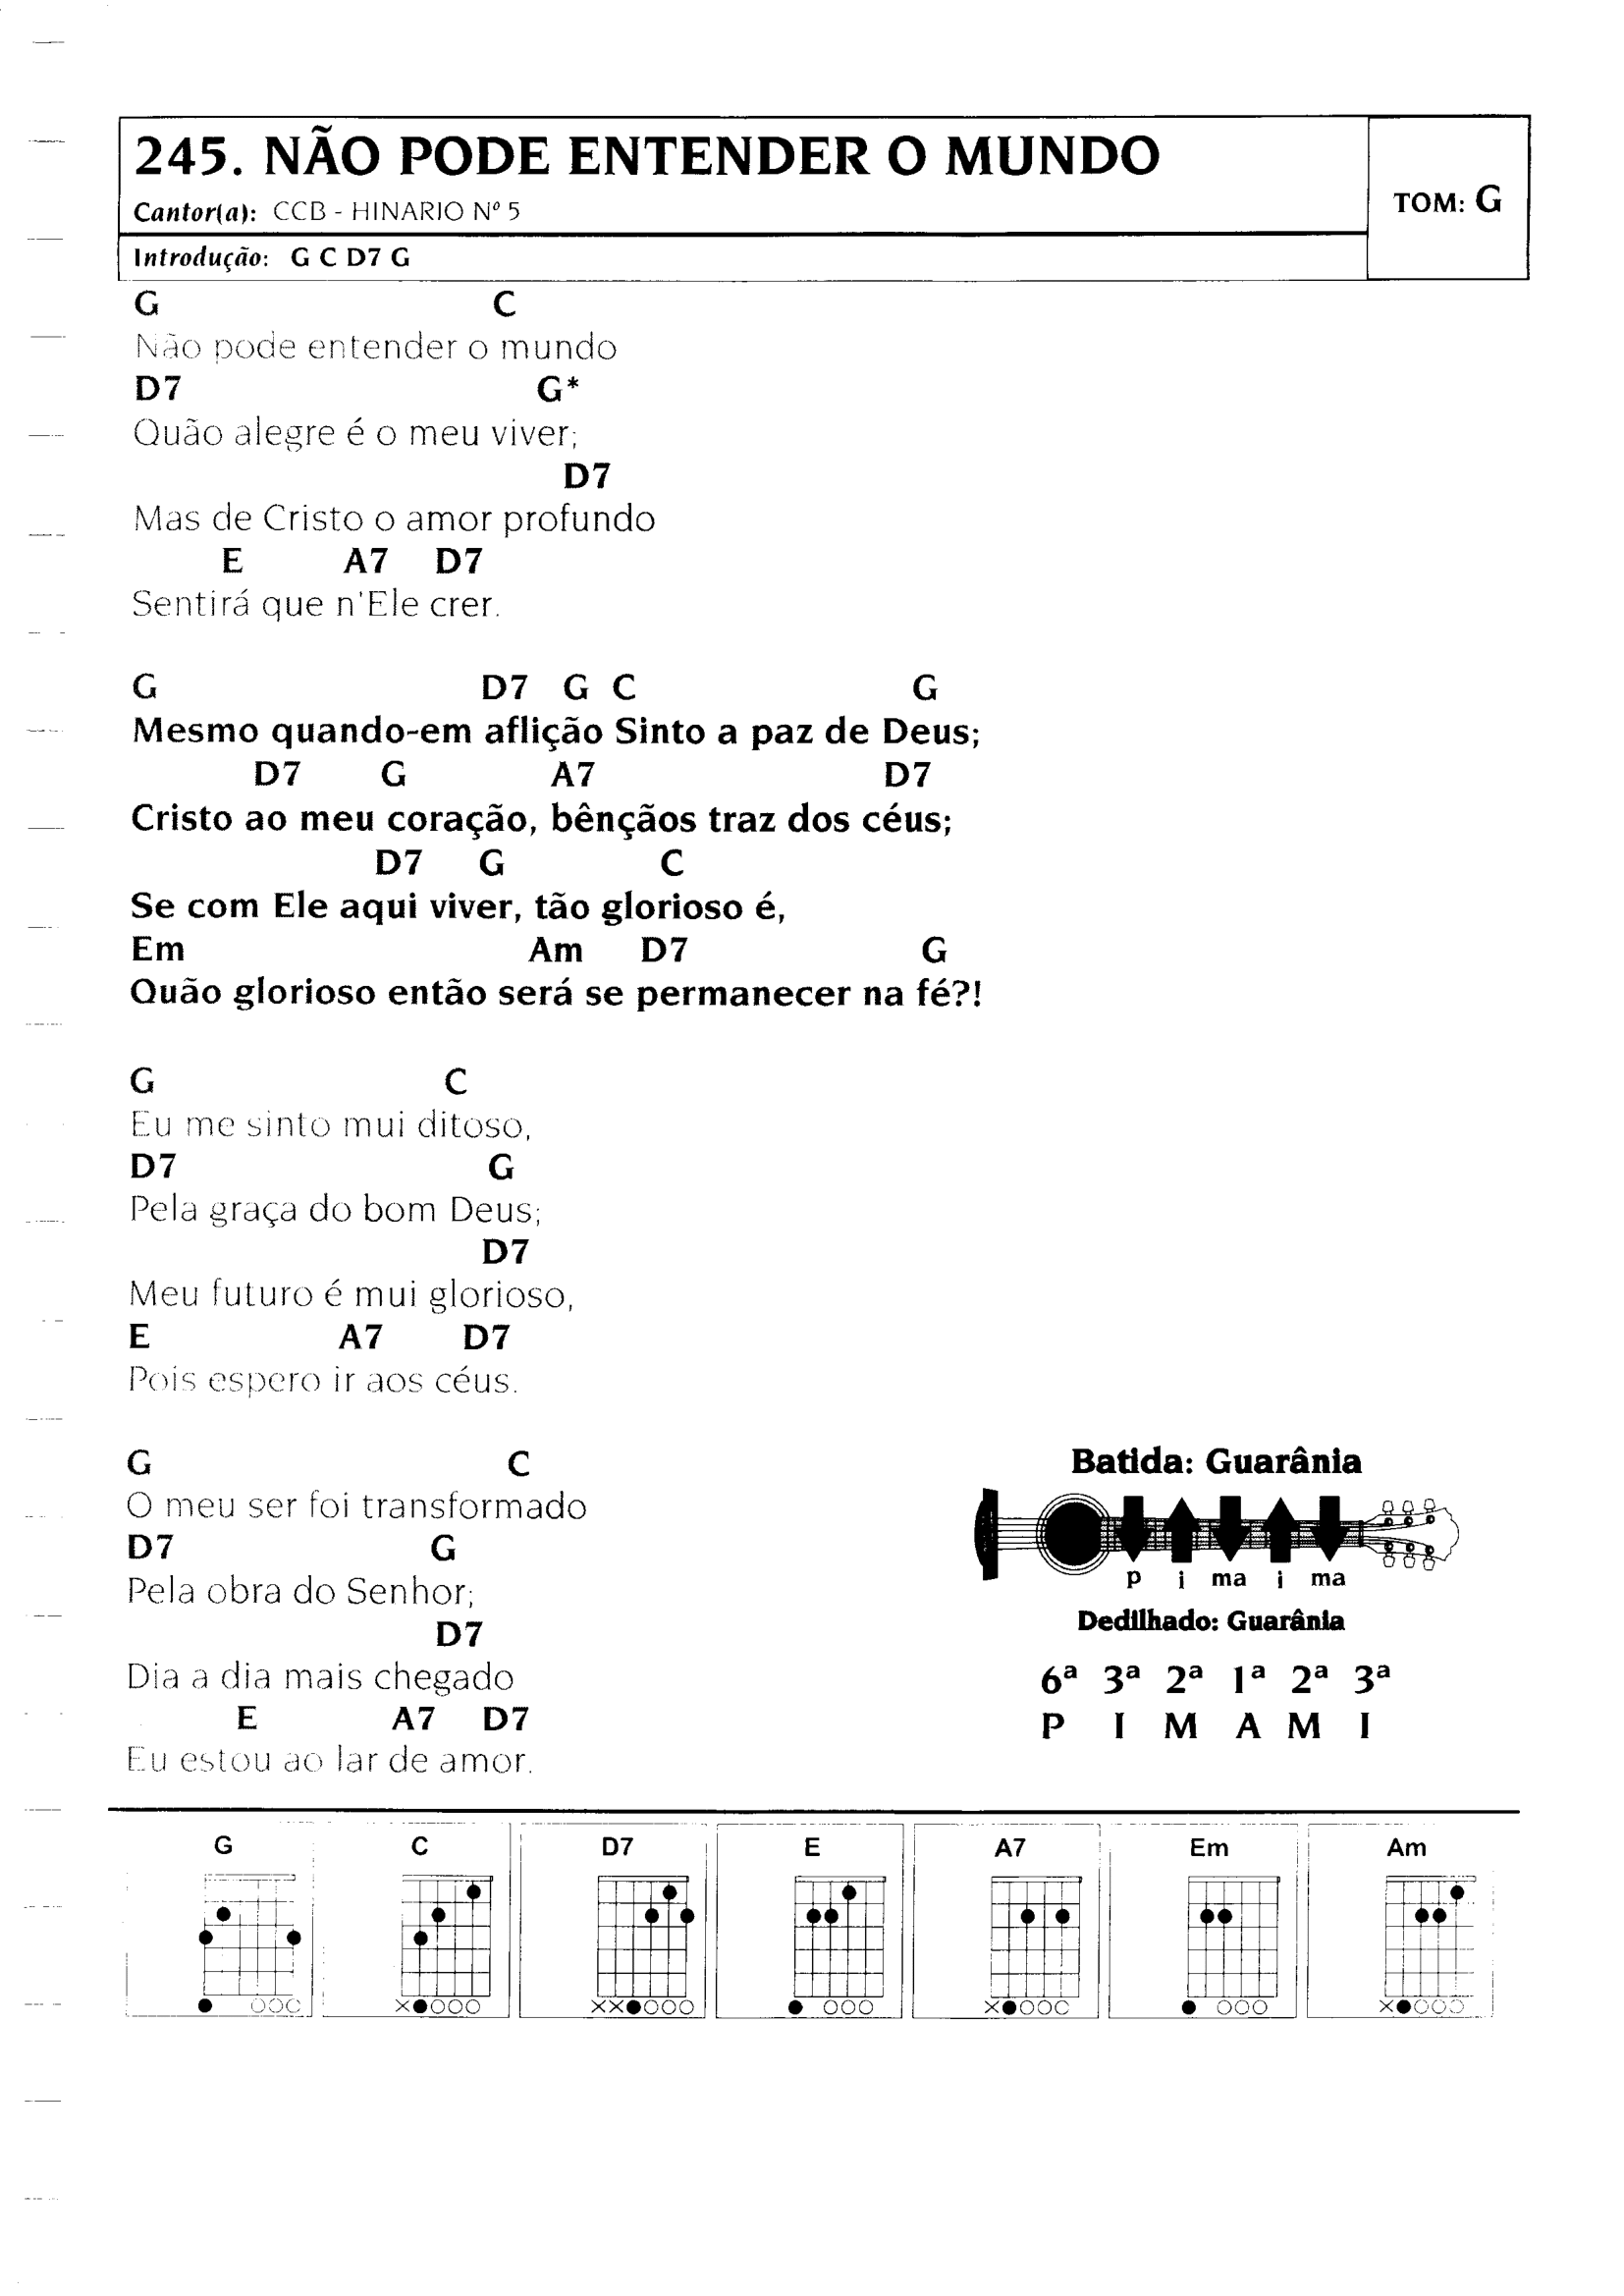 245. NÃO PODE ENTENDER O MUNDO
Cantor(a): CCB - HINARIO Nº 5
TOM: G
Introdução: G C D7 G
G C
Não pode entender o mundo
D7 G*
Quão alegre é o meu viver;
D7
Mas de Cristo o amor profundo
E A7 D7
Sentirá que n'Ele crer.
G D7 G C G
Mesmo quando-em aflição Sinto a paz de Deus;
D7 G A7 D7
Cristo ao meu coração, bênçãos traz dos céus;
D7 G C
Se com Ele aqui viver, tão glorioso é,
Em Am D7 G
Quão glorioso então será se permanecer na fé?!
G C
Eu me sinto mui ditoso,
D7 G
Pela graça do bom Deus;
D7
Meu futuro é mui glorioso,
E A7 D7
Pois espero ir aos céus.
G C
O meu ser foi transformado
D7 G
Pela obra do Senhor;
D7
Dia a dia mais chegado
E A7 D7
Eu estou ao lar de amor.
Batida: Guarânia
p i ma i ma
Dedilhado: Guarânia
6ª 3ª 2ª 1ª 2ª 3ª
P I M A M I
G C D7 E A7 Em Am